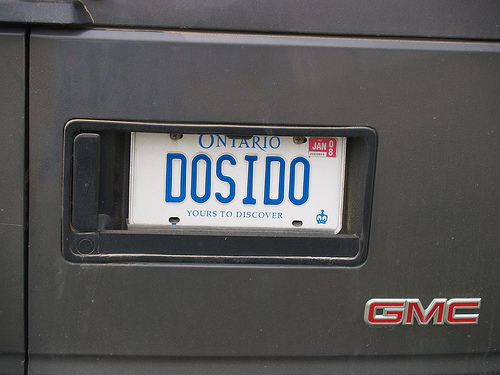 ONTARIO
JAN 08
DOSIDO
YOURS TO DISCOVER
GMC